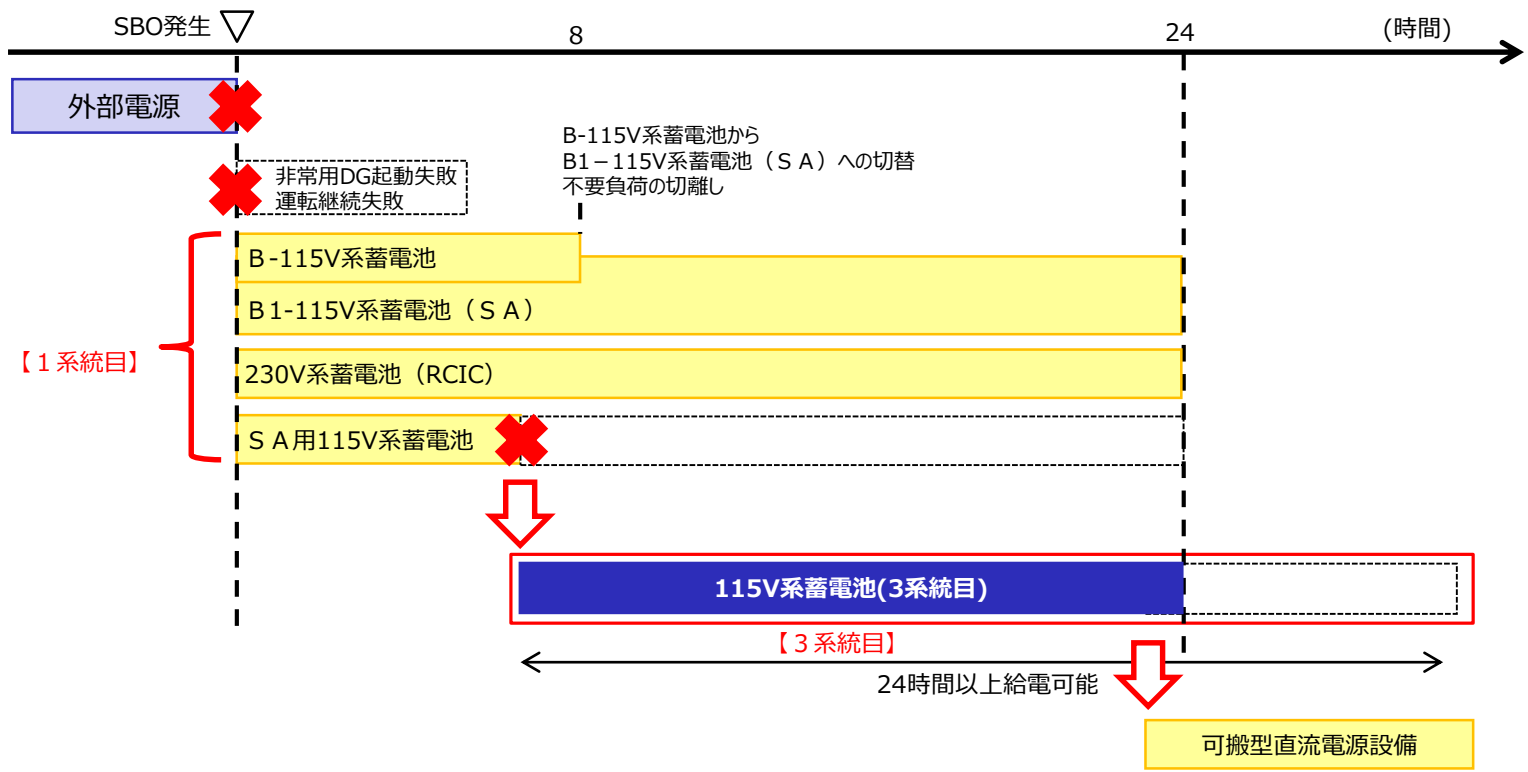 SBO発生
8
24
(時間)
外部電源
非常用DG起動失敗
運転継続失敗
B-115V系蓄電池から
B1－115V系蓄電池（ＳＡ）への切替
不要負荷の切離し
Ｂ-115V系蓄電池
Ｂ1-115V系蓄電池（ＳＡ）
【１系統目】
230V系蓄電池（RCIC）
ＳＡ用115V系蓄電池
115V系蓄電池(3系統目)
【３系統目】
24時間以上給電可能
可搬型直流電源設備